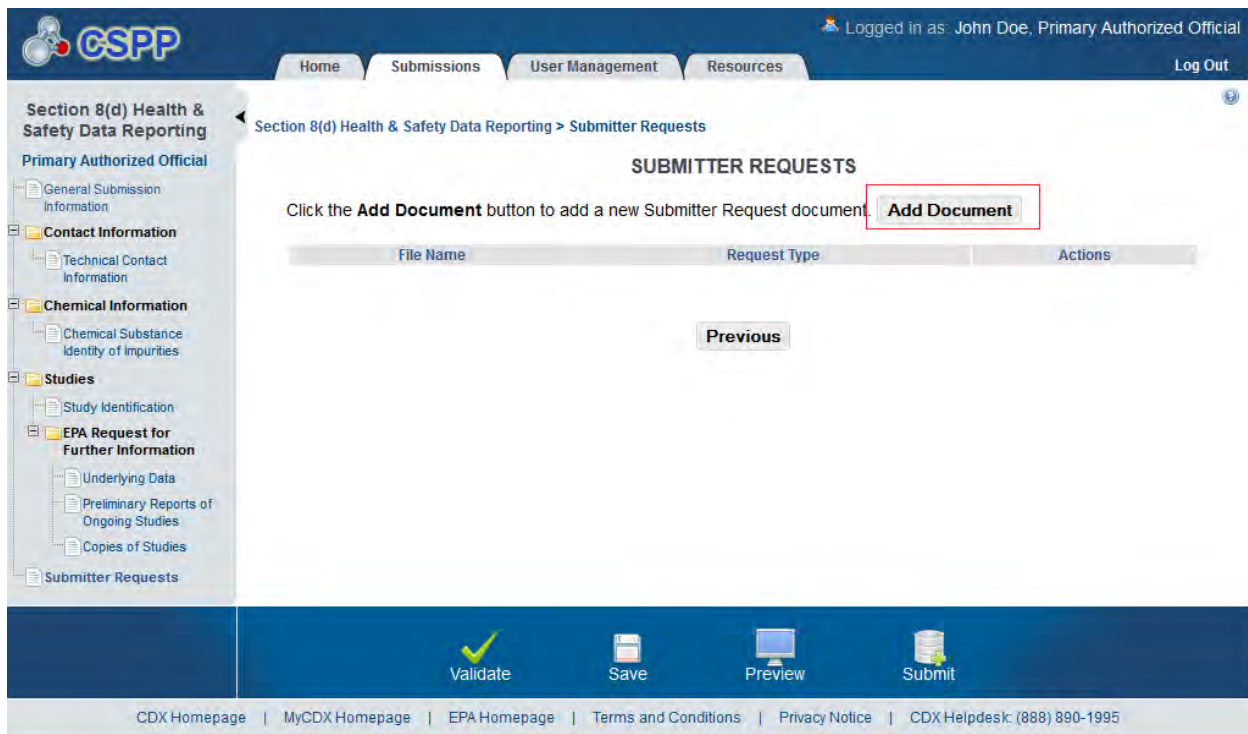 CSPP
Logged in as: John Doe, Primary Authorized Official
Home
Submissions
User Management
Resources
Log Out
Section 8(d) Health &
Safety Data Reporting
Primary Authorized Official
General Submission
Information
Contact Information
Technical Contact
Information
Chemical Information
Chemical Substance
Identity of Impurities
Studies
Study Identification
EPA Request for
Further Information
Underlying Data
Preliminary Reports of
Ongoing Studies
Copies of Studies
Submitter Requests
Section 8(d) Health & Safety Data Reporting > Submitter Requests
SUBMITTER REQUESTS
Click the Add Document button to add a new Submitter Request document. Add Document
File Name Request Type Actions
Previous
Validate Save Preview Submit
CDX Homepage | MyCDX Homepage | EPA Homepage | Terms and Conditions | Privacy Notice | CDX Helpdesk: (888) 890-1995